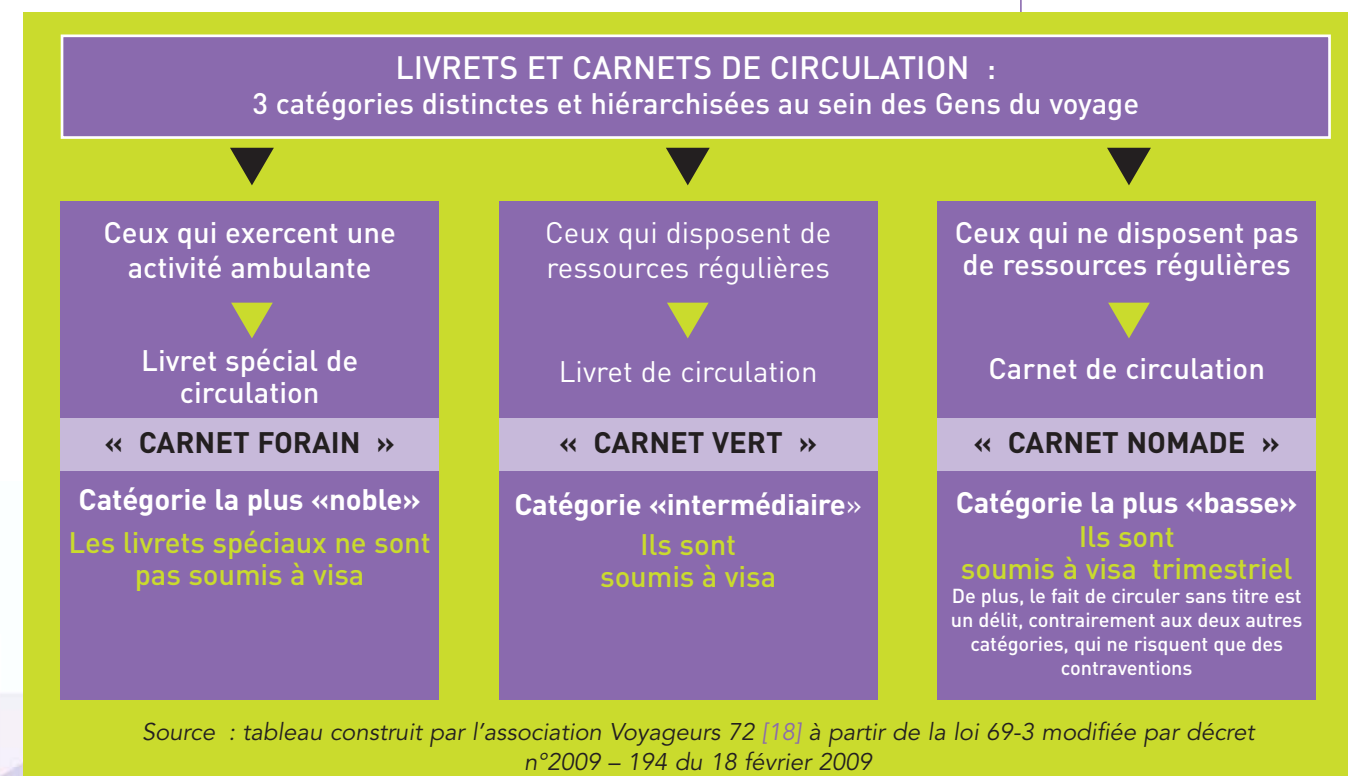 LIVRETS ET CARNETS DE CIRCULATION :
3 catégories distinctes et hiérarchisées au sein des Gens du voyage
Ceux qui exercent une
activité ambulante
Livret spécial de
circulation
« CARNET FORAIN »
Catégorie la plus «noble»
Les livrets spéciaux ne sont
pas soumis à visa
Ceux qui disposent de
ressources régulières
Livret de circulation
« CARNET VERT »
Catégorie «intermédiaire»
Ils sont
soumis à visa
Ceux qui ne disposent pas
de ressources régulières
Carnet de circulation
« CARNET NOMADE »
Catégorie la plus «basse»
Ils sont
soumis à visa trimestriel
De plus, le fait de circuler sans titre est
un délit, contrairement aux deux autres
catégories, qui ne risquent que des
contraventions
Source : tableau construit par l'association Voyageurs 72 [18] à partir de la loi 69-3 modifiée par décret
n°2009 – 194 du 18 février 2009